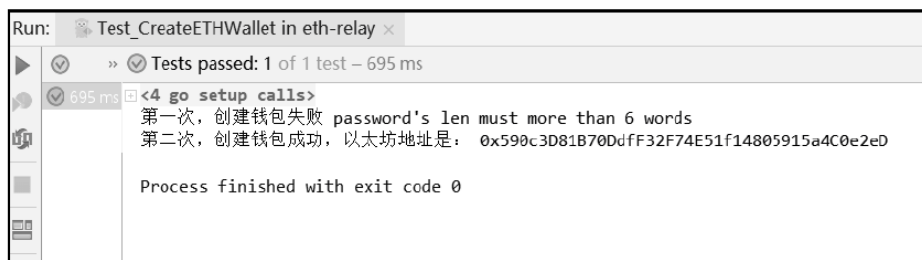 Run: Test_CreateETHWallet in eth-relay ×
» Tests passed: 1 of 1 test – 695 ms
695 ms <4 go setup calls>
第一次，创建钱包失败 password's len must more than 6 words
第二次，创建钱包成功，以太坊地址是： 0x590c3D81B70DdfF32F74E51f14805915a4C0e2eD
Process finished with exit code 0